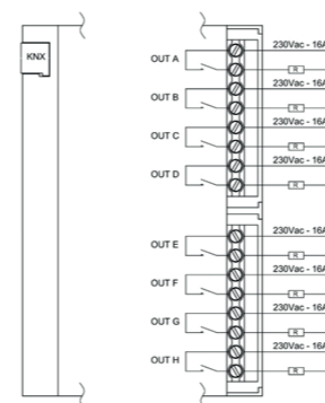 KNX
OUT A
230Vac - 16A
R
OUT B
230Vac - 16A
R
OUT C
230Vac - 16A
R
OUT D
230Vac - 16A
R
OUT E
230Vac - 16A
R
OUT F
230Vac - 16A
R
OUT G
230Vac - 16A
R
OUT H
230Vac - 16A
R